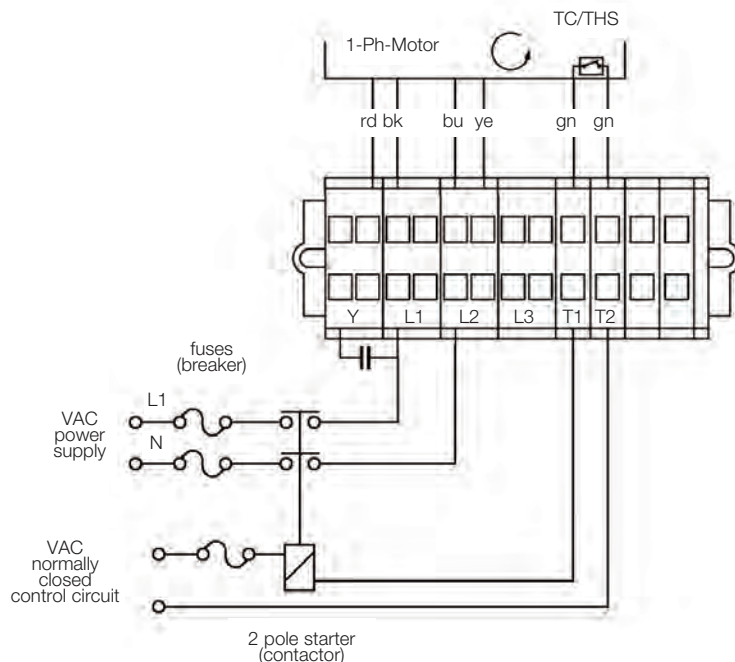 TC/THS
1-Ph-Motor
rd bk bu ye gn gn
Y L1 L2 L3 T1 T2
fuses
(breaker)
L1
VAC
power
supply
N
VAC
normally
closed
control circuit
2 pole starter
(contactor)